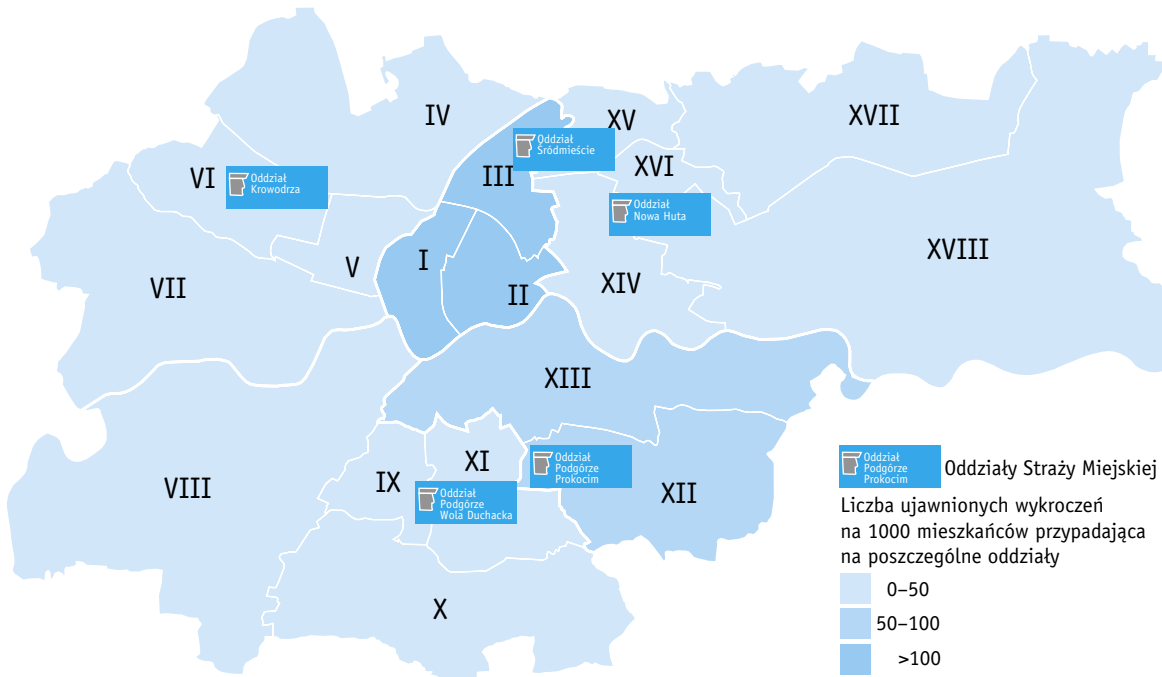 IV
XV
XVII
Oddział
Śródmieście
VI
Oddział
Krowodrza
III
XVI
Oddział
Nowa Huta
I
V
XVIII
VII
II
XIV
XIII
XI
Oddział
Podgórze
Prokocim
VIII
IX
XII
Oddział
Podgórze
Wola Duchacka
X
Oddział
Podgórze
Prokocim
Oddziały Straży Miejskiej
Liczba ujawnionych wykroczeń
na 1000 mieszkańców przypadająca
na poszczególne oddziały
0–50
50–100
>100